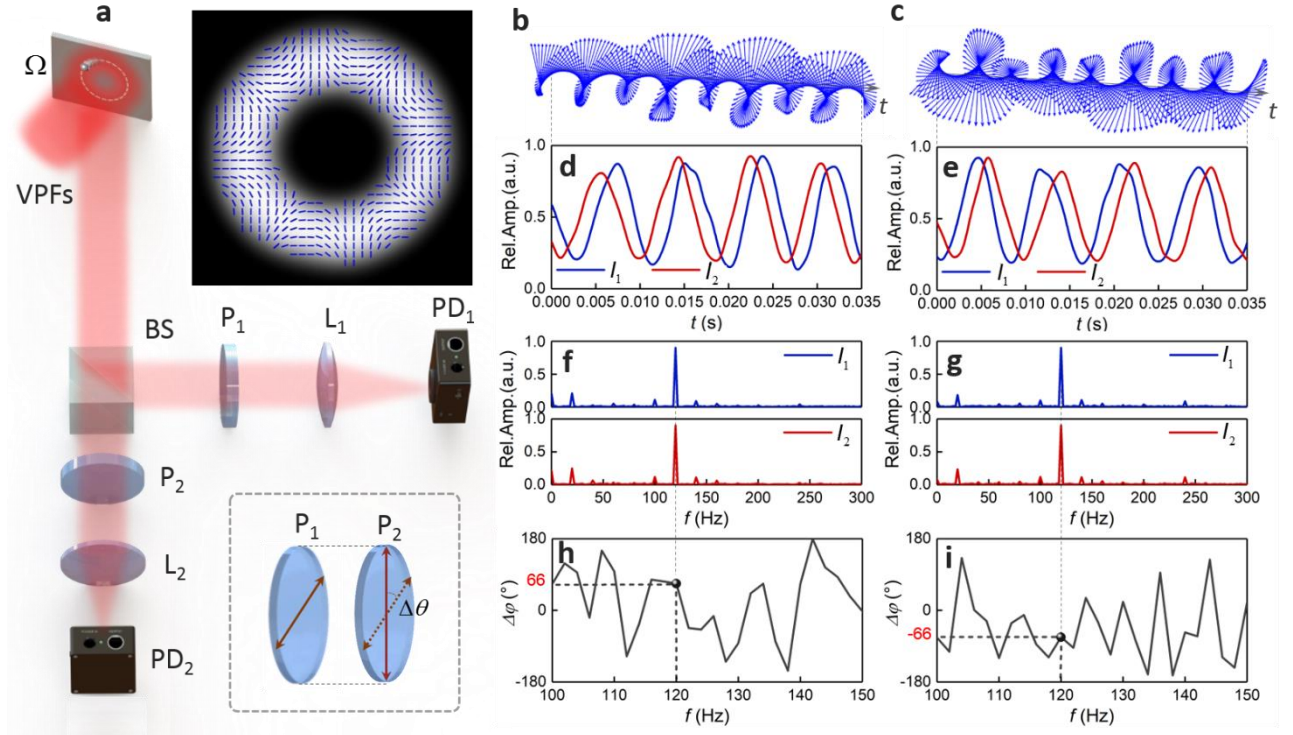 a
Ω
VPFs
BS
P1
L1
PD1
P2
L2
PD2
P1
P2
Δθ
b
t
c
t
d
Rel.Amp.(a.u.)
1.0
0.5
0.0
I1
I2
0.000 0.005 0.010 0.015 0.020 0.025 0.030 0.035
t (s)
e
Rel.Amp.(a.u.)
1.0
0.5
0.0
I1
I2
0.000 0.005 0.010 0.015 0.020 0.025 0.030 0.035
t (s)
f
Rel.Amp.(a.u.)
1.0
0.5
0.0
I1
1.0
0.5
0.0
I2
0 50 100 150 200 250 300
f (Hz)
g
Rel.Amp.(a.u.)
1.0
0.5
0.0
I1
1.0
0.5
0.0
I2
0 50 100 150 200 250 300
f (Hz)
h
Δφ (°)
180
66
0
-180
100 110 120 130 140 150
f (Hz)
i
Δφ (°)
180
0
-66
-180
100 110 120 130 140 150
f (Hz)